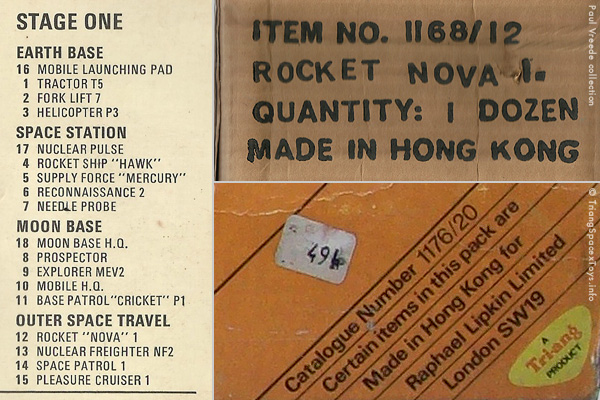 STAGE ONE
EARTH BASE
16 MOBILE LAUNCHING PAD
1 TRACTOR T5
2 FORK LIFT 7
3 HELICOPTER P3
SPACE STATION
17 NUCLEAR PULSE
4 ROCKET SHIP "HAWK"
5 SUPPLY FORCE "MERCURY"
6 RECONNAISSANCE 2
7 NEEDLE PROBE
MOON BASE
18 MOON BASE H.Q.
8 PROSPECTOR
9 EXPLORER MEV2
10 MOBILE H.Q.
11 BASE PATROL "CRICKET" P1
OUTER SPACE TRAVEL
12 ROCKET "NOVA" 1
13 NUCLEAR FREIGHTER NF2
14 SPACE PATROL 1
15 PLEASURE CRUISER 1
ITEM NO. 1168/12
ROCKET NOVA 1.
QUANTITY: 1 DOZEN
MADE IN HONG KONG
Paul Vreede collection
49
Catalogue Number 1176/20
Certain items in this pack are
Made in Hong Kong for
Raphael Lipkin Limited
London SW19
A
Tri-ang
PRODUCT
© TriangSpacexToys.info